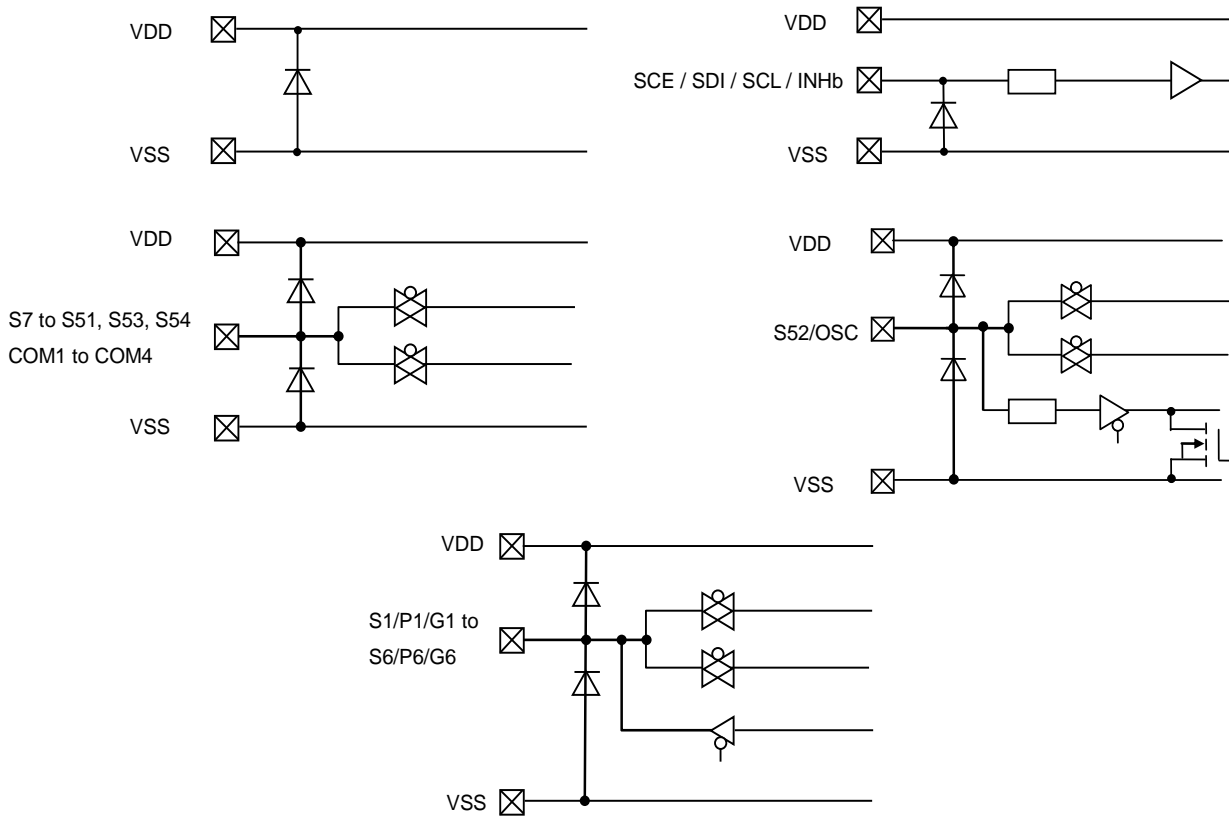 VDD
VSS
VDD
SCE / SDI / SCL / INHb
VSS
VDD
S7 to S51, S53, S54
COM1 to COM4
VSS
VDD
S52/OSC
VSS
VDD
S1/P1/G1 to
S6/P6/G6
VSS